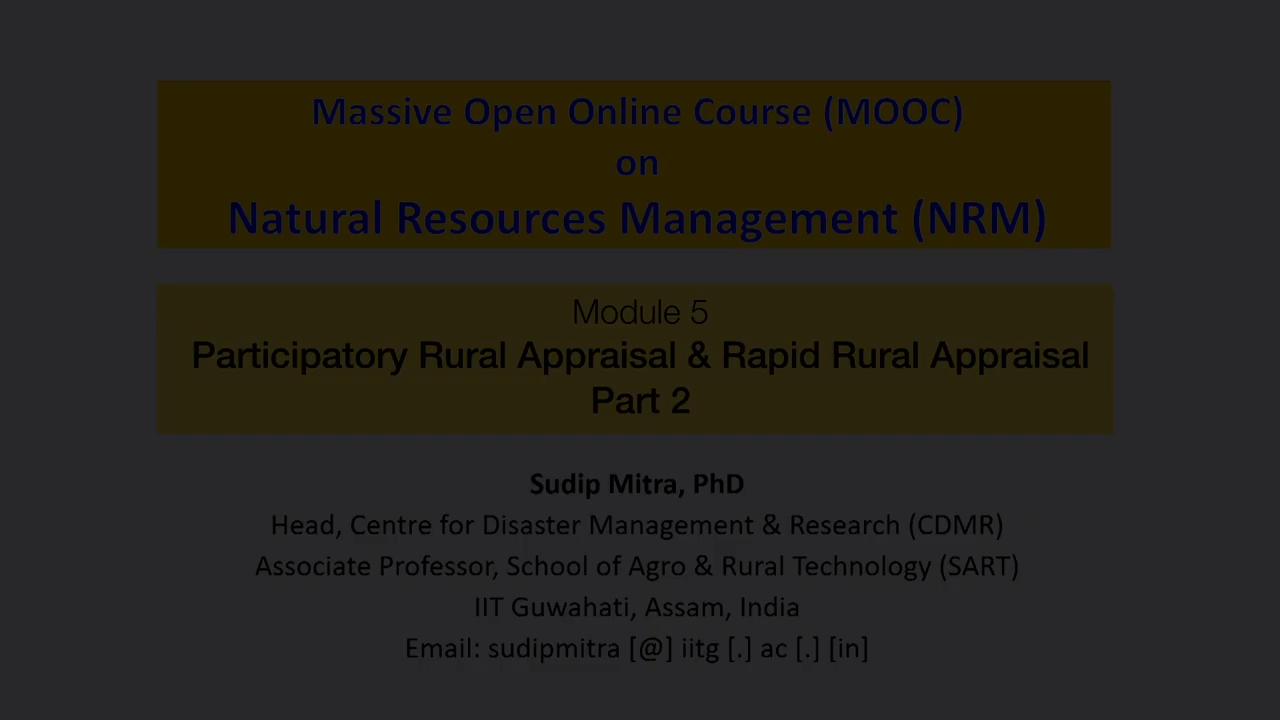 Massive Open Online Course (MOOC)
on
Natural Resources Management (NRM)
Module 5
Participatory Rural Appraisal & Rapid Rural Appraisal
Part 2
Sudip Mitra, PhD
Head, Centre for Disaster Management & Research (CDMR)
Associate Professor, School of Agro & Rural Technology (SART)
IIT Guwahati, Assam, India
Email: sudipmitra [@] iitg [.] ac [.] [in]